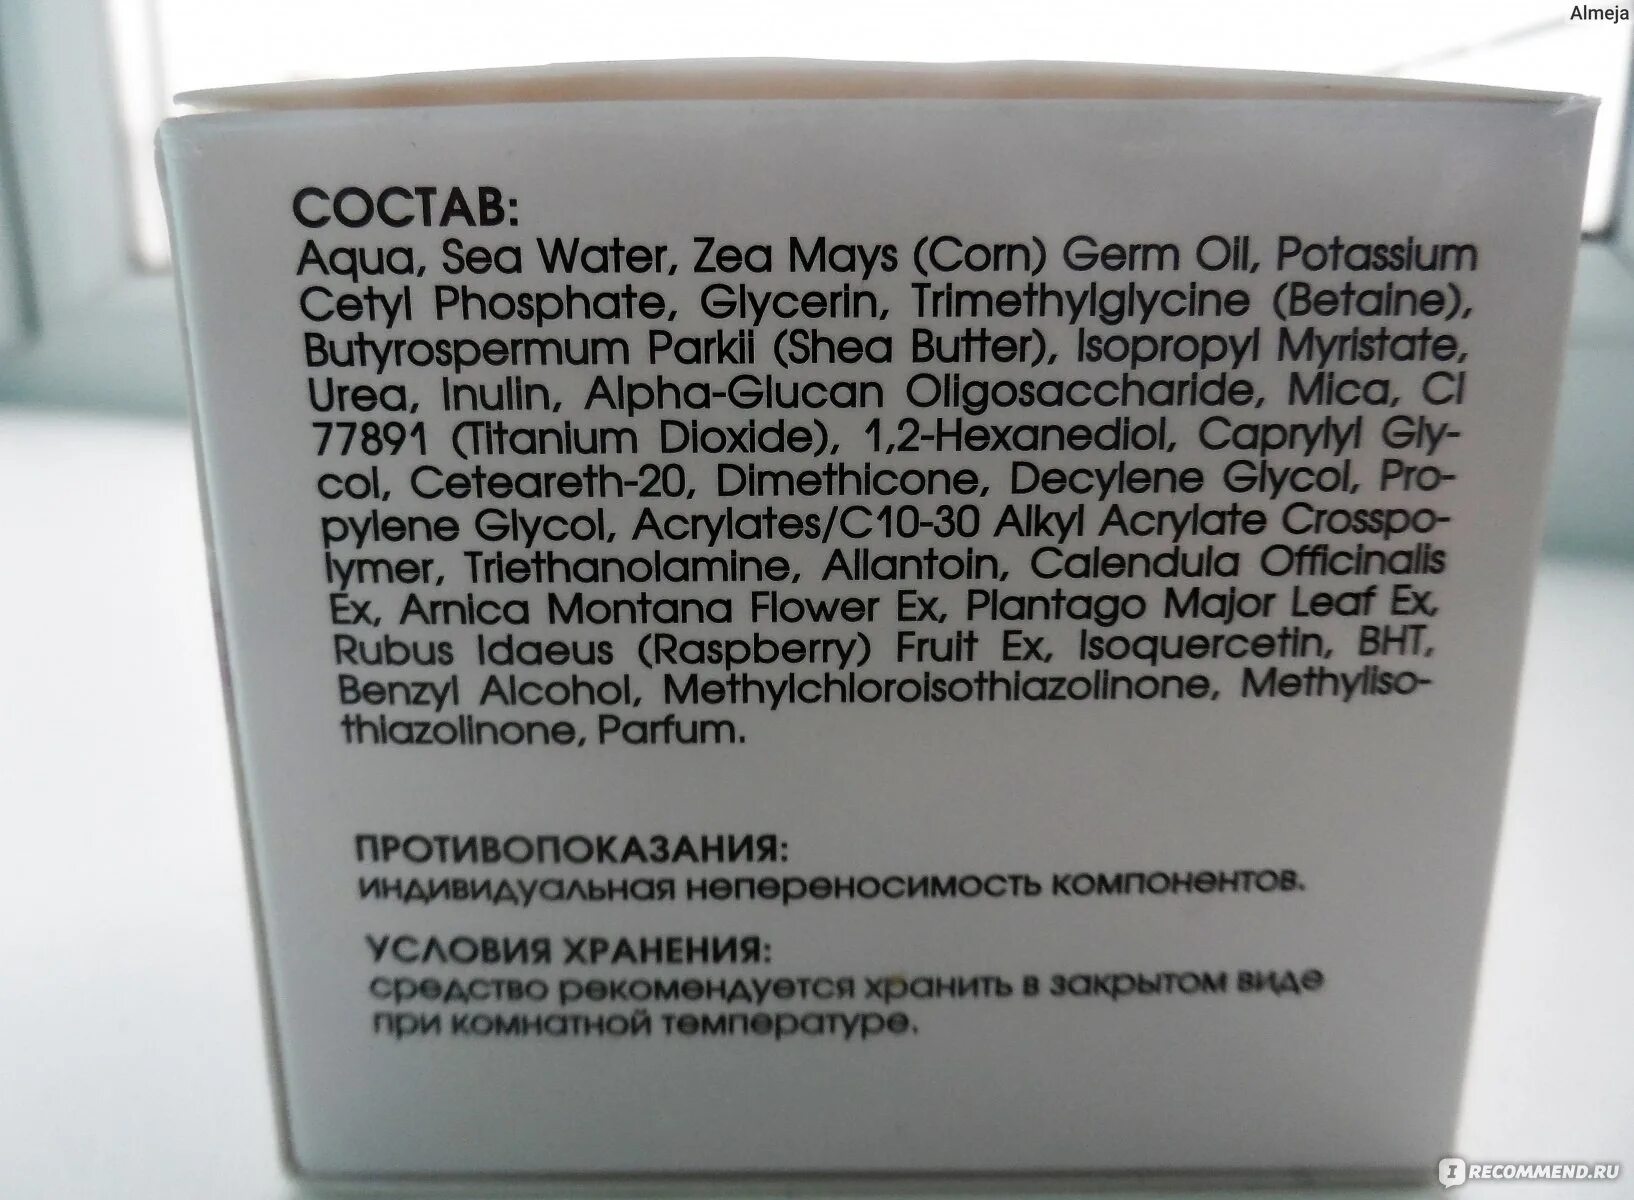 Almeja
СОСТАВ:
Aqua, Sea Water, Zea Mays (Corn) Germ Oil, Potassium
Cetyl Phosphate, Glycerin, Trimethylglycine (Betaine),
Butyrospermum Parkii (Shea Butter), Isopropyl Myristate,
Urea, Inulin, Alpha-Glucan Oligosaccharide, Mica, CI
77891 (Titanium Dioxide), 1,2-Hexanediol, Caprylyl Gly-
col, Ceteareth-20, Dimethicone, Decylene Glycol, Pro-
pylene Glycol, Acrylates/C10-30 Alkyl Acrylate Crosspo-
lymer, Triethanolamine, Allantoin, Calendula Officinalis
Ex, Arnica Montana Flower Ex, Plantago Major Leaf Ex,
Rubus Idaeus (Raspberry) Fruit Ex, Isoquercetin, BHT,
Benzyl Alcohol, Methylchloroisothiazolinone, Methyliso-
thiazolinone, Parfum.
ПРОТИВОПОКАЗАНИЯ:
индивидуальная непереносимость компонентов.
УСЛОВИЯ ХРАНЕНИЯ:
средство рекомендуется хранить в закрытом виде
при комнатной температуре.
IRECOMMEND.RU